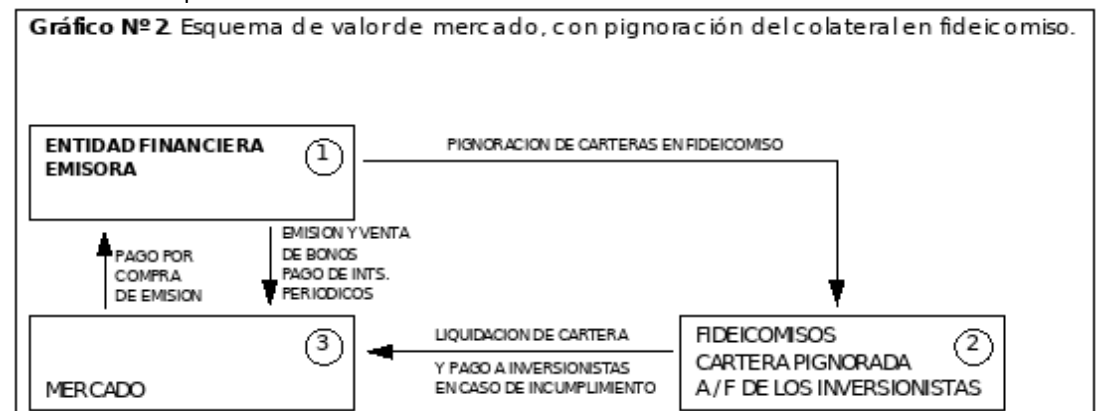 Gráfico Nº 2. Esquema de valor de mercado, con pignoración del colateral en fideicomiso.
ENTIDAD FINANCIERA
EMISORA
1
PIGNORACION DE CARTERAS EN FIDEICOMISO
PAGO POR
COMPRA
DE EMISION
EMISION Y VENTA
DE BONOS
PAGO DE INTS.
PERIODICOS
3
MERCADO
LIQUIDACION DE CARTERA
Y PAGO A INVERSIONISTAS
EN CASO DE INCUMPLIMIENTO
FIDEICOMISOS
CARTERA PIGNORADA
A/F DE LOS INVERSIONISTAS
2